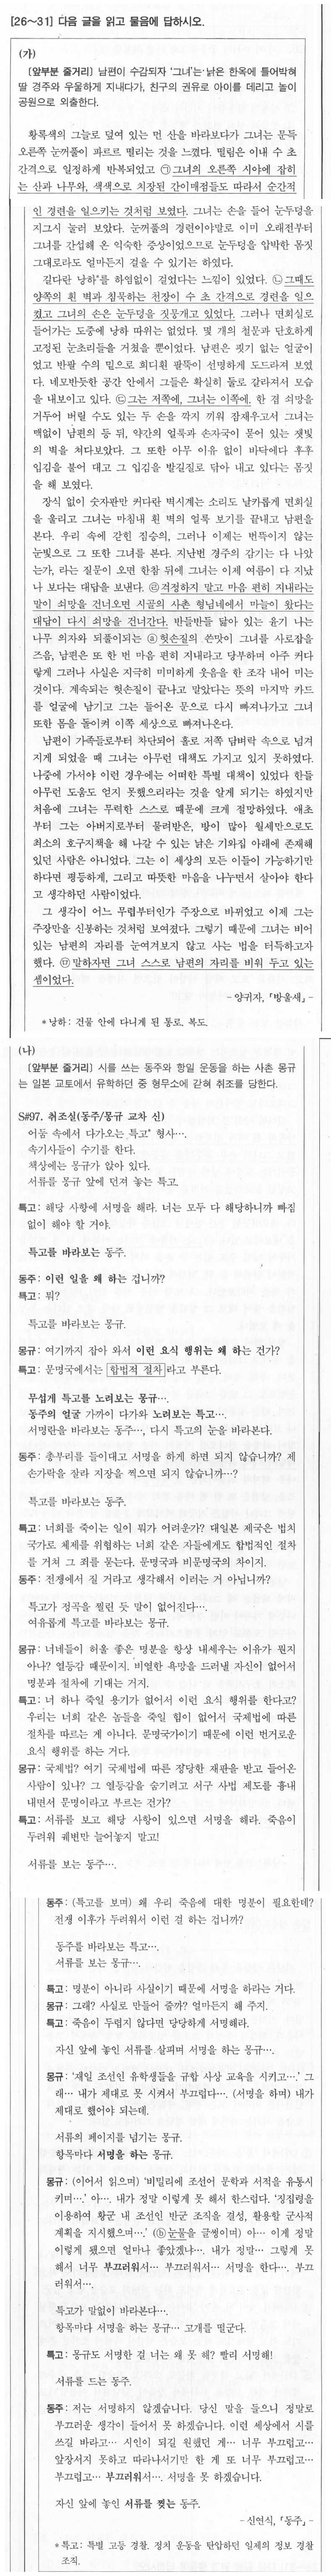 [26~31] 다음 글을 읽고 물음에 답하시오.
(가)
[앞부분 줄거리] 남편이 수감되자 '그녀'는 낡은 한옥에 틀어박혀
딸 경주와 우울하게 지내다가, 친구의 권유로 아이를 데리고 놀이
공원으로 외출한다.
황록색의 그늘로 덮여 있는 먼 산을 바라보다가 그녀는 문득
오른쪽 눈꺼풀이 파르르 떨리는 것을 느꼈다. 떨림은 이내 수 초
간격으로 일정하게 반복되었고 ㉠그녀의 오른쪽 시야에 잡히
는 산과 나무와, 색색으로 치장된 간이매점들도 따라서 순간적
인 경련을 일으키는 것처럼 보였다. 그녀는 손을 들어 눈두덩을
지그시 눌러 보았다. 눈꺼풀의 경련이야말로 이미 오래전부터
그녀를 간섭해 온 익숙한 증상이었으므로 눈두덩을 압박한 몸짓
그대로라도 얼마든지 걸을 수 있기는 하였다.
길다란 낭하*를 하염없이 걸었다는 느낌이 있었다. ㉡그때도
양쪽의 흰 벽과 침묵하는 천장이 수 초 간격으로 경련을 일으
켰고 그녀의 손은 눈두덩을 짓뭉개고 있었다. 그러나 면회실로
들어가는 도중에 낭하 따위는 없었다. 몇 개의 철문과 단호하게
고정된 눈초리들을 거쳤을 뿐이었다. 남편은 핏기 없는 얼굴이
었고 반팔 수의 밑으로 희디흰 팔뚝이 선명하게 도드라져 보였
다. 네모반듯한 공간 안에서 그들은 확실히 둘로 갈라져서 모습
을 내보이고 있다. ㉢그는 저쪽에, 그녀는 이쪽에. 한 겹 쇠망을
거두어 버릴 수도 있는 두 손을 깍지 끼워 잠재우고서 그녀는
맥없이 남편의 등 뒤, 약간의 얼룩과 손자국이 묻어 있는 잿빛
의 벽을 쳐다보았다. 그 또한 아무 이유 없이 바닥에다 후후
입김을 불어 대고 그 입김을 발길질로 닦아 내고 있다는 몸짓
을 해 보였다.
장식 없이 숫자판만 커다란 벽시계는 소리도 날카롭게 면회실
을 울리고 그녀는 마침내 흰 벽의 얼룩 보기를 끝내고 남편을
본다. 우리 속에 갇힌 짐승의, 그러나 이제는 번뜩이지 않는
눈빛으로 그 또한 그녀를 본다. 지난번 경주의 감기는 다 나았
는가, 라는 질문이 오면 한참 뒤에 그녀는 이제 여름이 다 지났
나 보다는 대답을 보낸다. ㉣걱정하지 말고 마음 편히 지내라는
말이 쇠망을 건너오면 시골의 사촌 형님네에서 마늘이 왔다는
대답이 다시 쇠망을 건너간다. 반들반들 닳아 있는 윤기 나는
나무 의자와 되풀이되는 ⓐ헛손질의 쓴맛이 그녀를 사로잡을
즈음, 남편은 또 한 번 마음 편히 지내라고 당부하며 아주 커다
랗게 그러나 사실은 지극히 미미하게 웃음을 한 조각 내어 미는
것이다. 계속되는 헛손질이 끝나고 말았다는 뜻의 마지막 카드
를 얼굴에 남기고 그는 들어온 문으로 다시 빠져나가고 그녀
또한 몸을 돌이켜 이쪽 세상으로 빠져나온다.
남편이 가족들로부터 차단되어 홀로 저쪽 담벼락 속으로 넘겨
지게 되었을 때 그녀는 아무런 대책도 가지고 있지 못하였다.
나중에 가서야 이런 경우에는 어떠한 특별 대책이 있었다 한들
아무런 도움도 얻지 못했으리라는 것을 알게 되기는 하였지만
처음에 그녀는 무력한 스스로 때문에 크게 절망하였다. 애초
부터 그는 아버지로부터 물려받은, 방이 많아 월세만으로도
최소의 호구지책을 해 나갈 수 있는 낡은 기와집 아래에 존재해
있던 사람은 아니었다. 그는 이 세상의 모든 이들이 가능하기만
하다면 평등하게, 그리고 따뜻한 마음을 나누면서 살아야 한다
고 생각하던 사람이었다.
그 생각이 어느 무렵부터인가 주장으로 바뀌었고 이제 그는
주장만을 신봉하는 것처럼 보여졌다. 그렇기 때문에 그녀는 비어
있는 남편의 자리를 눈여겨보지 않고 사는 법을 터득하고자
했다. ㉤말하자면 그녀 스스로 남편의 자리를 비워 두고 있는
셈이었다.
- 양귀자, 「방울새」 -
* 낭하: 건물 안에 다니게 된 통로. 복도.
(나)
[앞부분 줄거리] 시를 쓰는 동주와 항일 운동을 하는 사촌 몽규
는 일본 교토에서 유학하던 중 형무소에 갇혀 취조를 당한다.
S#97. 취조실(동주/몽규 교차 신)
어둠 속에서 다가오는 특고* 형사….
속기사들이 수기를 한다.
책상에는 몽규가 앉아 있다.
서류를 몽규 앞에 던져 놓는 특고.
특고: 해당 사항에 서명을 해라. 너는 모두 다 해당하니까 빠짐
없이 해야 할 거야.
특고를 바라보는 동주.
동주: 이런 일을 왜 하는 겁니까?
특고: 뭐?
특고를 바라보는 몽규.
몽규: 여기까지 잡아 와서 이런 요식 행위는 왜 하는 건가?
특고: 문명국에서는 합법적 절차라고 부른다.
무섭게 특고를 노려보는 몽규….
동주의 얼굴 가까이 다가와 노려보는 특고….
서명란을 바라보는 동주…, 다시 특고의 눈을 바라본다.
동주: 총부리를 들이대고 서명을 하게 하면 되지 않습니까? 제
손가락을 잘라 지장을 찍으면 되지 않습니까…?
특고를 바라보는 동주.
특고: 너희를 죽이는 일이 뭐가 어려운가? 대일본 제국은 법치
국가로 체제를 위협하는 너희 같은 자들에게도 합법적인 절차
를 거쳐 그 죄를 묻는다. 문명국과 비문명국의 차이지.
동주: 전쟁에서 질 거라고 생각해서 이러는 거 아닙니까?
특고가 정곡을 찔린 듯 말이 없어진다….
여유롭게 특고를 바라보는 몽규.
몽규: 너네들이 허울 좋은 명분을 항상 내세우는 이유가 뭔지
아나? 열등감 때문이지. 비열한 욕망을 드러낼 자신이 없어서
명분과 절차에 기대는 거지.
특고: 너 하나 죽일 용기가 없어서 이런 요식 행위를 한다고?
우리는 너희 같은 놈들을 죽일 힘이 없어서 국제법에 따른
절차를 따르는 게 아니다. 문명국가이기 때문에 이런 번거로운
요식 행위를 하는 거다.
몽규: 국제법? 여기 국제법에 따른 정당한 재판을 받고 들어온
사람이 있나? 그 열등감을 숨기려고 서구 사법 제도를 흉내
내면서 문명이라고 부르는 건가?
특고: 서류를 보고 해당 사항이 있으면 서명을 해라. 죽음이
두려워 궤변만 늘어놓지 말고!
서류를 보는 동주….
동주: (특고를 보며) 왜 우리 죽음에 대한 명분이 필요한데?
전쟁 이후가 두려워서 이런 걸 하는 겁니까?
동주를 바라보는 특고….
서류를 보는 몽규….
특고: 명분이 아니라 사실이기 때문에 서명을 하라는 거다.
몽규: 그래? 사실로 만들어 줄까? 얼마든지 해 주지.
특고: 죽음이 두렵지 않다면 당당하게 서명해라.
자신 앞에 놓인 서류를 살피며 서명을 하는 몽규….
몽규: '재일 조선인 유학생들을 규합 사상 교육을 시키고….' 그
래… 내가 제대로 못 시켜서 부끄럽다…. (서명을 하며) 내가
제대로 했어야 되는데.
서류의 페이지를 넘기는 몽규.
항목마다 서명을 하는 몽규.
몽규: (이어서 읽으며) '비밀리에 조선어 문학과 서적을 유통시
키며….' 아…. 내가 정말 이렇게 못 해서 한스럽다. '징집령을
이용하여 황군 내 조선인 반군 조직을 결성, 활용할 군사적
계획을 지시했으며….' (ⓑ눈물을 글썽이며) 아… 이게 정말
이렇게 됐으면 얼마나 좋았겠냐…. 내가 정말… 그렇게 못
해서 너무 부끄러워서… 부끄러워서… 서명을 한다…. 부끄
러워서….
특고가 말없이 바라본다….
항목마다 서명을 하는 몽규… 고개를 떨군다.
특고: 몽규도 서명한 걸 너는 왜 못 해? 빨리 서명해!
서류를 드는 동주.
동주: 저는 서명하지 않겠습니다. 당신 말을 들으니 정말로
부끄러운 생각이 들어서 못 하겠습니다. 이런 세상에서 시를
쓰길 바라고… 시인이 되길 원했던 게… 너무 부끄럽고…
앞장서지 못하고 따라나서기만 한 게 또 너무 부끄럽고…
부끄럽고… 부끄러워서…. 서명을 못 하겠습니다.
자신 앞에 놓인 서류를 찢는 동주.
- 신연식, 「동주」 -
* 특고: 특별 고등 경찰. 정치 운동을 탄압하던 일제의 정보 경찰
조직.